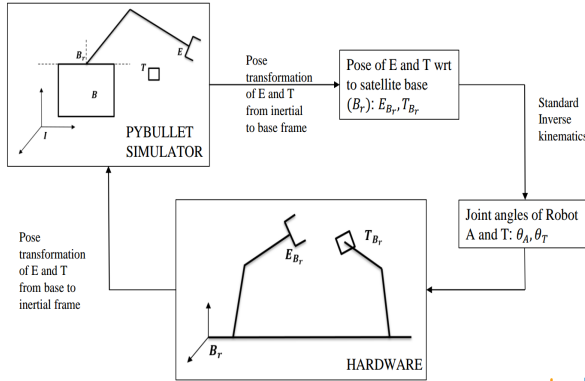 B_r
E
T
B
I
PYBULLET
SIMULATOR
Pose
transformation
of E and T
from inertial
to base frame
Pose of E and T wrt
to satellite base
(B_r): E_{B_r}, T_{B_r}
Standard
Inverse
kinematics
Joint angles of Robot
A and T: θ_A, θ_T
Pose
transformation
of E and T
from base to
inertial frame
E_{B_r}
T_{B_r}
B_r
HARDWARE